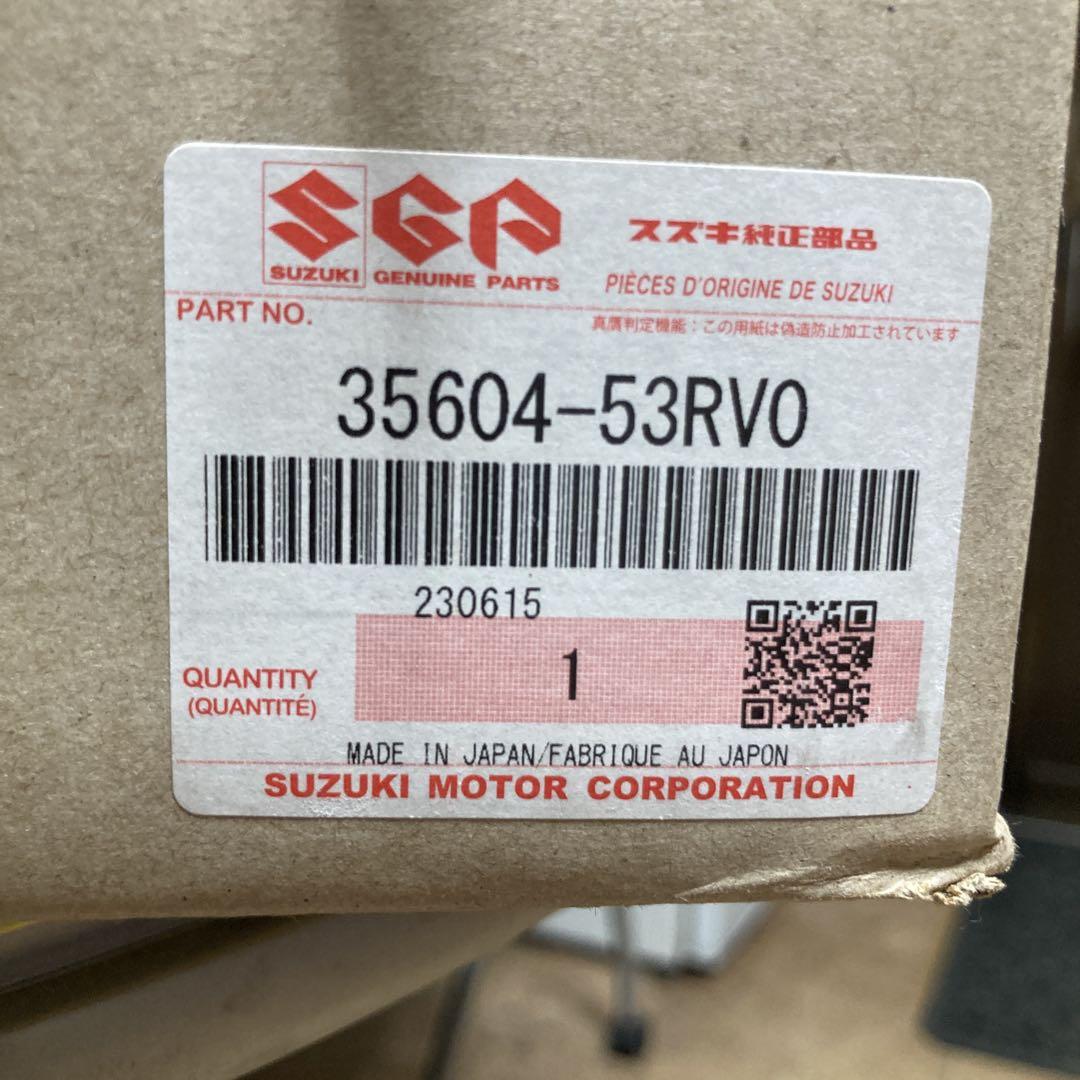 SUZUKI
SGP
GENUINE PARTS
スズキ純正部品
PIÈCES D'ORIGINE DE SUZUKI
PART NO.
真贋判定機能：この用紙は偽造防止加工されています
35604-53RV0
230615
QUANTITY
(QUANTITÉ)
1
MADE IN JAPAN/FABRIQUE AU JAPON
SUZUKI MOTOR CORPORATION